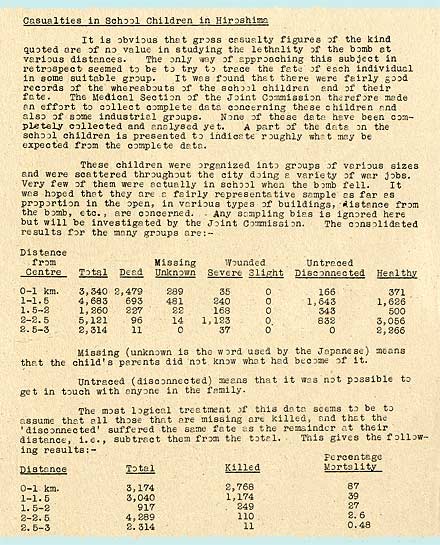 Casualties in School Children in Hiroshima
It is obvious that gross casualty figures of the kind
quoted are of no value in studying the lethality of the bomb at
various distances. The only way of approaching this subject in
retrospect seemed to be to try to trace the fate of each individual
in some suitable group. It was found that there were fairly good
records of the whereabouts of the school children and of their
fate. The Medical Section of the Joint Commission therefore made
an effort to collect complete data concerning these children and
also of some industrial groups. None of these data have been com-
pletely collected and analysed yet. A part of the data on the
school children is presented to indicate roughly what may be
expected from the complete data.
These children were organized into groups of various sizes
and were scattered throughout the city doing a variety of war jobs.
Very few of them were actually in school when the bomb fell. It
was hoped that they are a fairly representative sample as far as
proportion in the open, in various types of buildings, distance from
the bomb, etc., are concerned. Any sampling bias is ignored here
but will be investigated by the Joint Commission. The consolidated
results for the many groups are:-
Distance
from Missing Wounded Untraced
Centre Total Dead Unknown Severe Slight Disconnected Healthy
0-1 km. 3,340 2,479 289 35 0 166 371
1-1.5 4,683 693 481 240 0 1,643 1,626
1.5-2 1,260 227 22 168 0 343 500
2-2.5 5,121 96 14 1,123 0 832 3,056
2.5-3 2,314 11 0 37 0 0 2,266
Missing (unknown is the word used by the Japanese) means
that the child's parents did not know what had become of it.
Untraced (disconnected) means that it was not possible to
get in touch with anyone in the family.
The most logical treatment of this data seems to be to
assume that all those that are missing are killed, and that the
'disconnected' suffered the same fate as the remainder at their
distance, i.e., subtract them from the total. This gives the follow-
ing results:-
Percentage
Distance Total Killed Mortality
0-1 km. 3,174 2,768 87
1-1.5 3,040 1,174 39
1.5-2 917 249 27
2-2.5 4,289 110 2.6
2.5-3 2.314 11 0.48